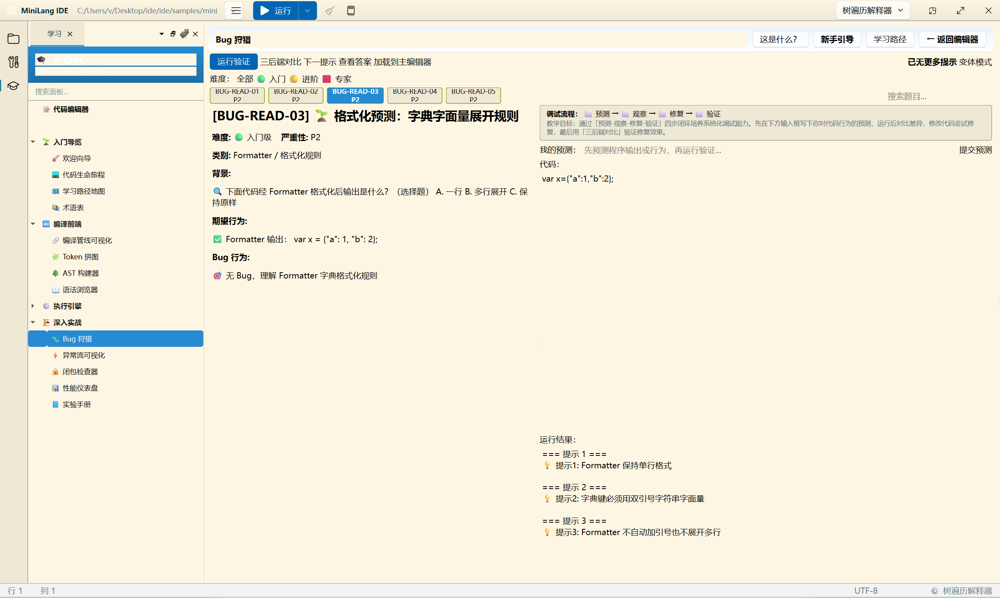 MiniLang IDE C:/Users/v/Desktop/ide/ide/samples/mini 运行 树遍历解释器
学习
学习中心
搜索面板...
代码编辑器
入门导览
欢迎向导
代码生命旅程
学习路径地图
术语表
编译前端
编译管线可视化
Token 拼图
AST 构建器
语法浏览器
执行引擎
深入实战
Bug 狩猎
异常流可视化
闭包检查器
性能仪表盘
实验手册
Bug 狩猎 这是什么? 新手引导 学习路径 ← 返回编辑器
运行验证 三后端对比 下一提示 查看答案 加载到主编辑器 已无更多提示 变体模式
难度： 全部 入门 进阶 专家
BUG-READ-01 BUG-READ-02 BUG-READ-03 BUG-READ-04 BUG-READ-05
P2 P2 P2 P2 P2
搜索题目...
[BUG-READ-03] 格式化预测：字典字面量展开规则
难度: 入门级 严重性: P2
类别: Formatter / 格式化规则
背景:
下面代码经 Formatter 格式化后输出是什么？（选择题） A. 一行 B. 多行展开 C. 保
持原样
期望行为:
Formatter 输出： var x = {"a": 1, "b": 2};
Bug 行为:
无 Bug，理解 Formatter 字典格式化规则
调试流程： 预测 → 观察 → 修复 → 验证
教学目标：通过「预测-观察-修复-验证」四步闭环培养系统化调试能力。先在下方输入框写下你对代码行为的预测，运行后对比差异，修改代码尝试修
复，最后用「三后端对比」验证修复效果。
我的预测： 先预测程序输出或行为，再运行验证... 提交预测
代码：
var x={"a":1,"b":2};
运行结果：
=== 提示 1 ===
提示1: Formatter 保持单行格式
=== 提示 2 ===
提示2: 字典键必须用双引号字符串字面量
=== 提示 3 ===
提示3: Formatter 不自动加引号也不展开多行
行 1 列 1 UTF-8 树遍历解释器